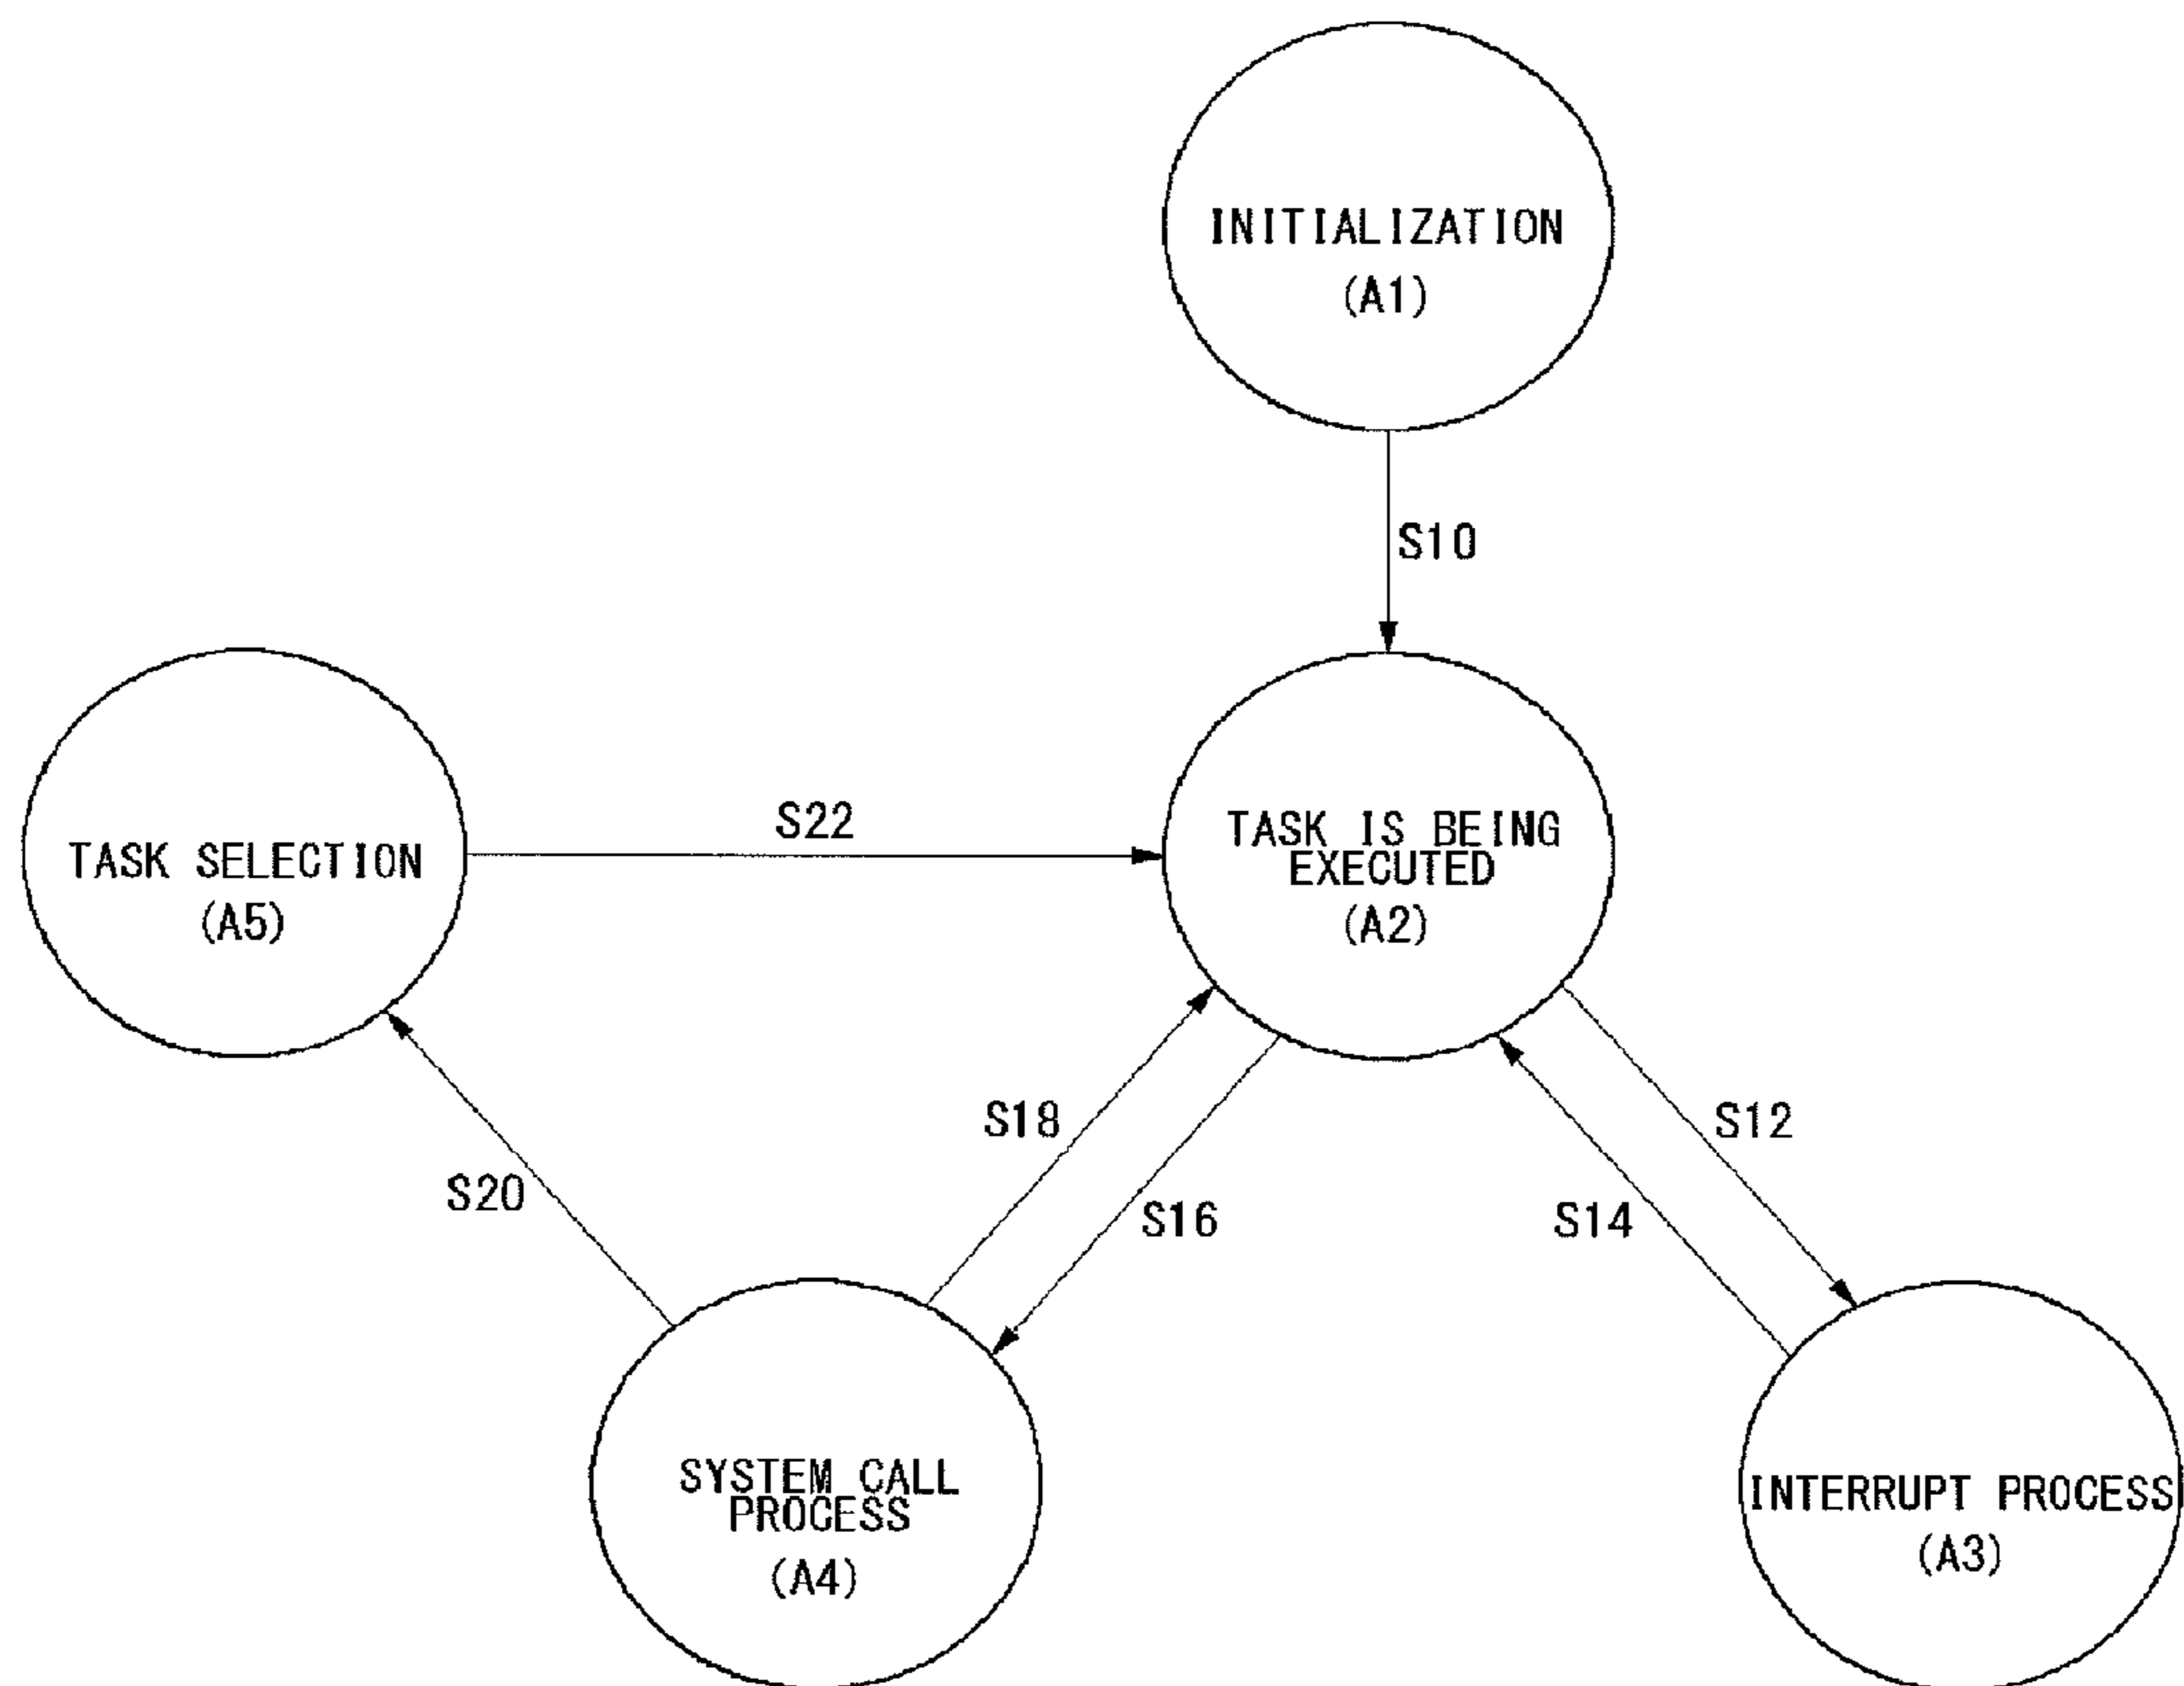 INITIALIZATION
(A1)
S10
S22
TASK IS BEING
EXECUTED
(A2)
TASK SELECTION
(A5)
S18
S12
S20
S16
S14
SYSTEM CALL
PROCESS
(A4)
INTERRUPT PROCESS
(A3)